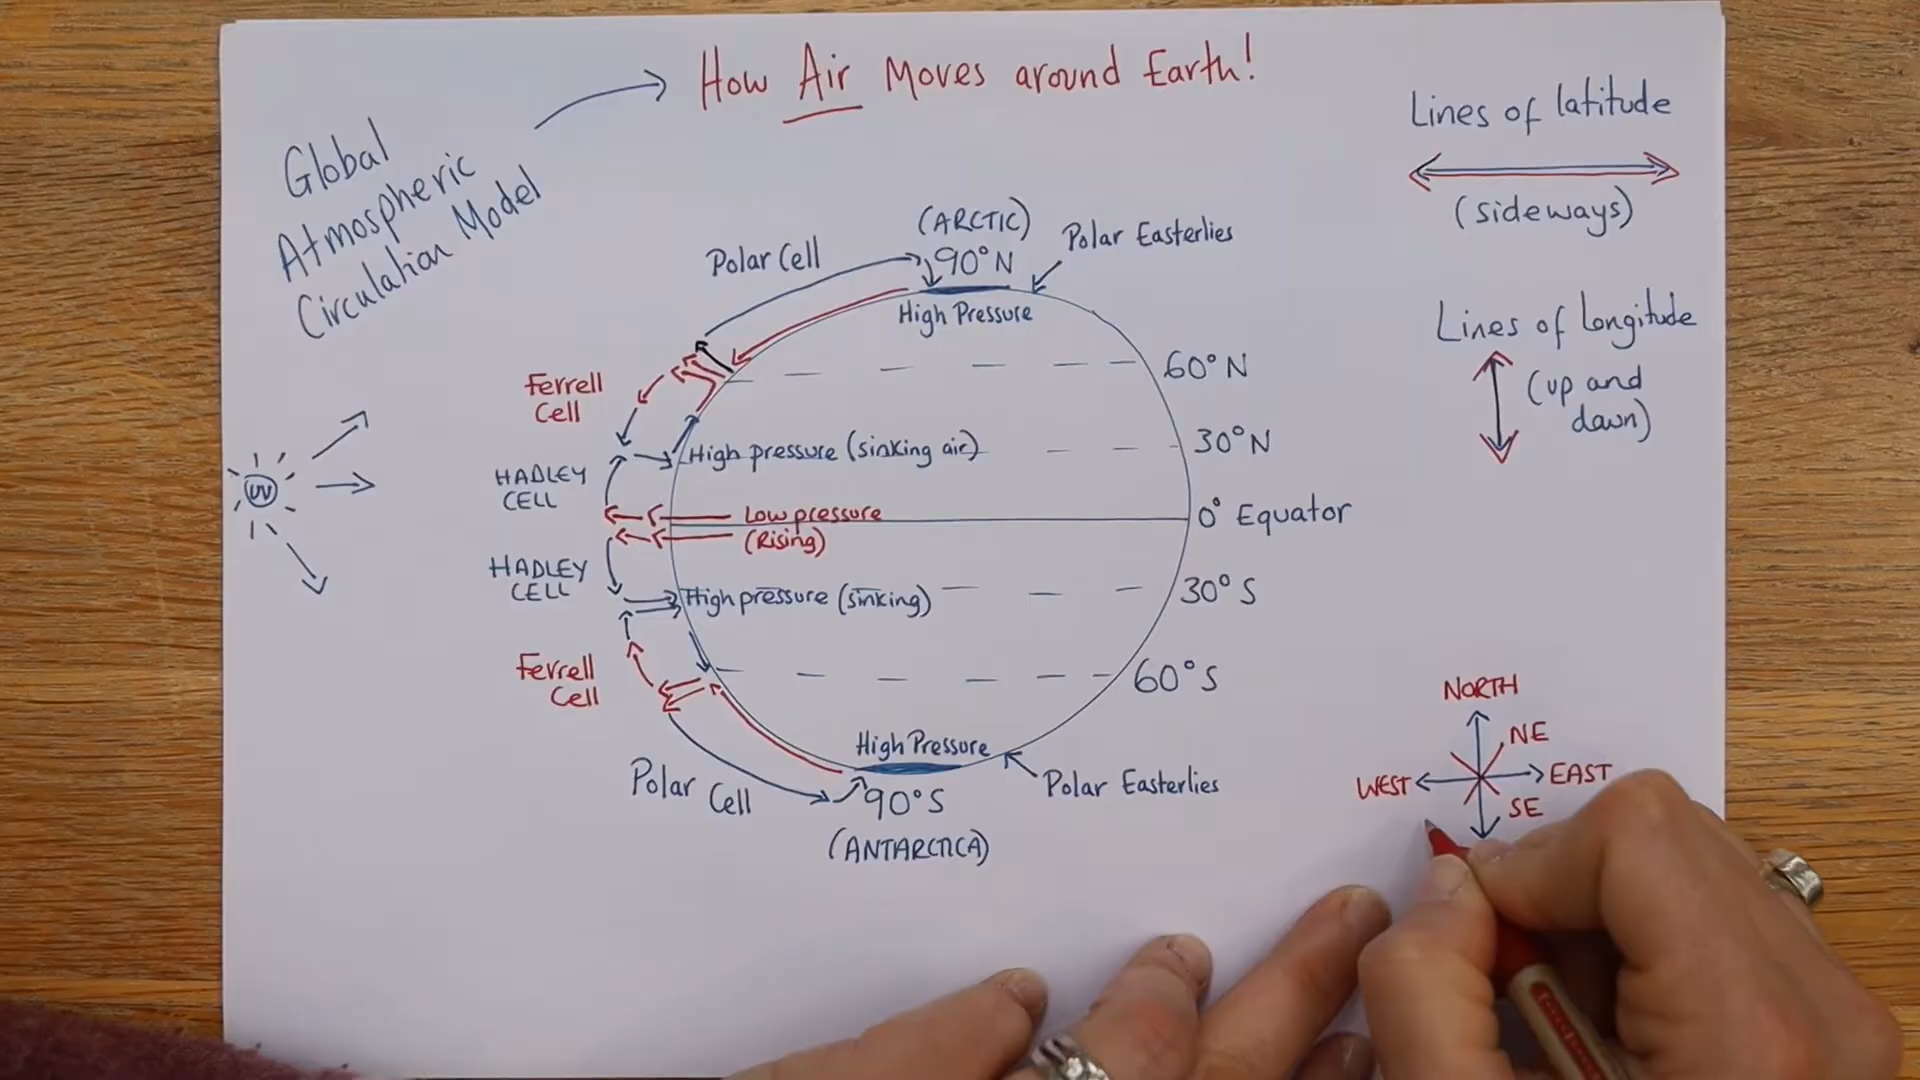 How Air Moves around Earth!
Global
Atmospheric
Circulation Model
Lines of latitude
(sideways)
Lines of longitude
(up and
down)
(ARCTIC)
90°N
Polar Easterlies
Polar Cell
High Pressure
60°N
Ferrell
Cell
30°N
High pressure (sinking air)
HADLEY
CELL
UV
Low pressure
(Rising)
0° Equator
HADLEY
CELL
High pressure (sinking)
30° S
Ferrell
Cell
60°S
High Pressure
Polar Cell
90°S
(ANTARCTICA)
Polar Easterlies
NORTH
NE
WEST
EAST
SE